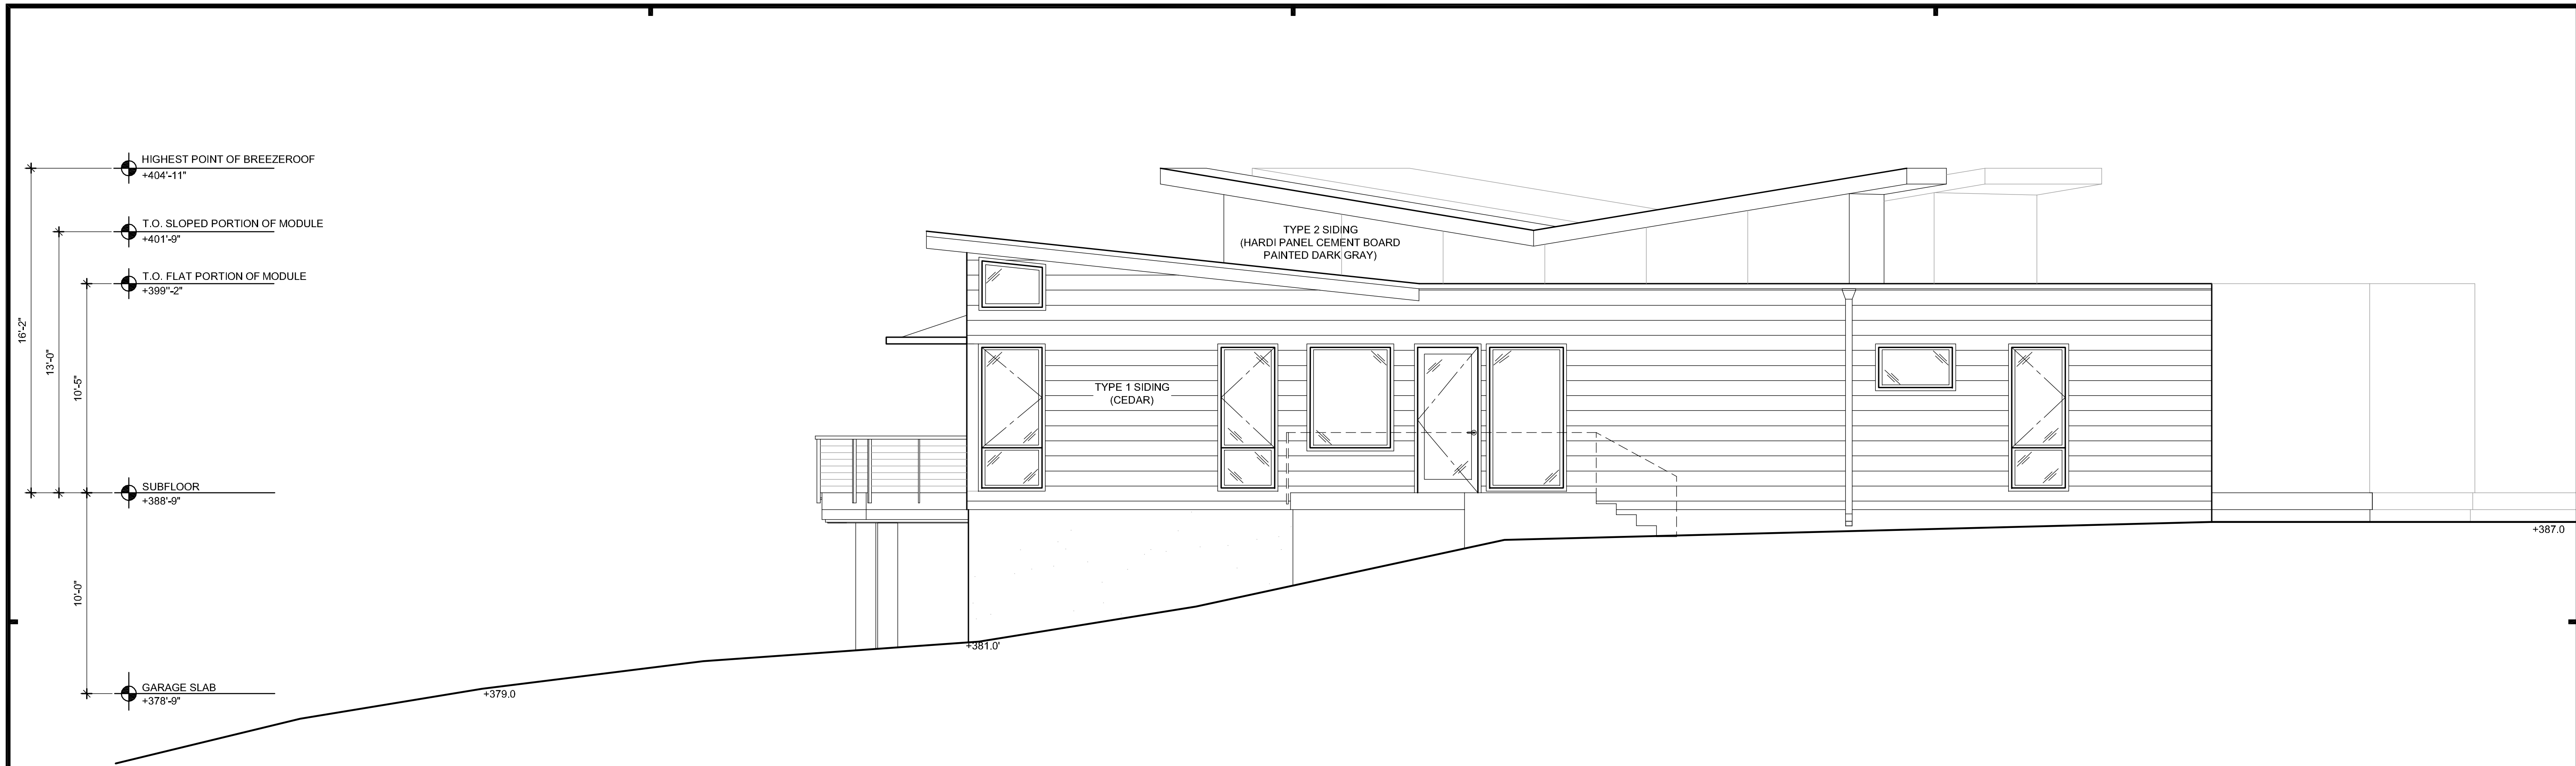 HIGHEST POINT OF BREEZEROOF
+404'-11"
T.O. SLOPED PORTION OF MODULE
+401'-9"
T.O. FLAT PORTION OF MODULE
+399"-2"
16'-2"
13'-0"
10'-5"
TYPE 2 SIDING
(HARDI PANEL CEMENT BOARD
PAINTED DARK GRAY)
TYPE 1 SIDING
(CEDAR)
SUBFLOOR
+388'-9"
+387.0
10'-0"
+381.0'
GARAGE SLAB
+378'-9"
+379.0